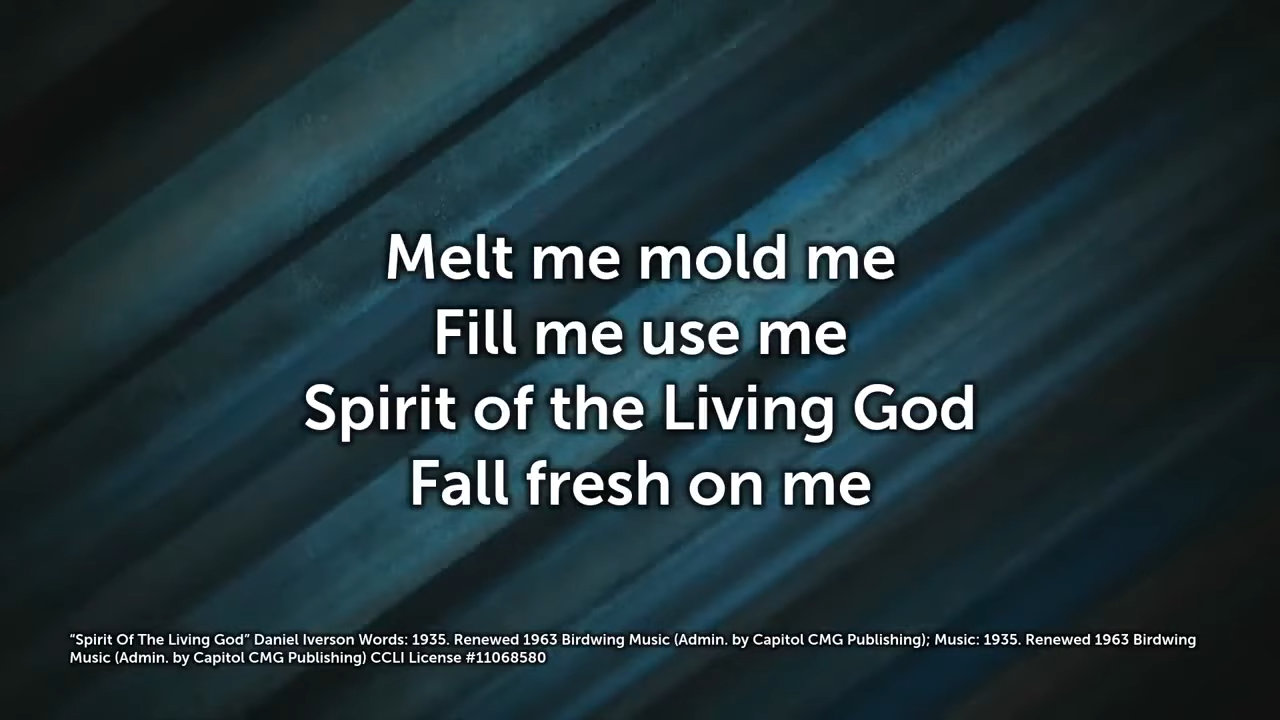 Melt me mold me
Fill me use me
Spirit of the Living God
Fall fresh on me
“Spirit Of The Living God” Daniel Iverson Words: 1935. Renewed 1963 Birdwing Music (Admin. by Capitol CMG Publishing); Music: 1935. Renewed 1963 Birdwing
Music (Admin. by Capitol CMG Publishing) CCLI License #11068580